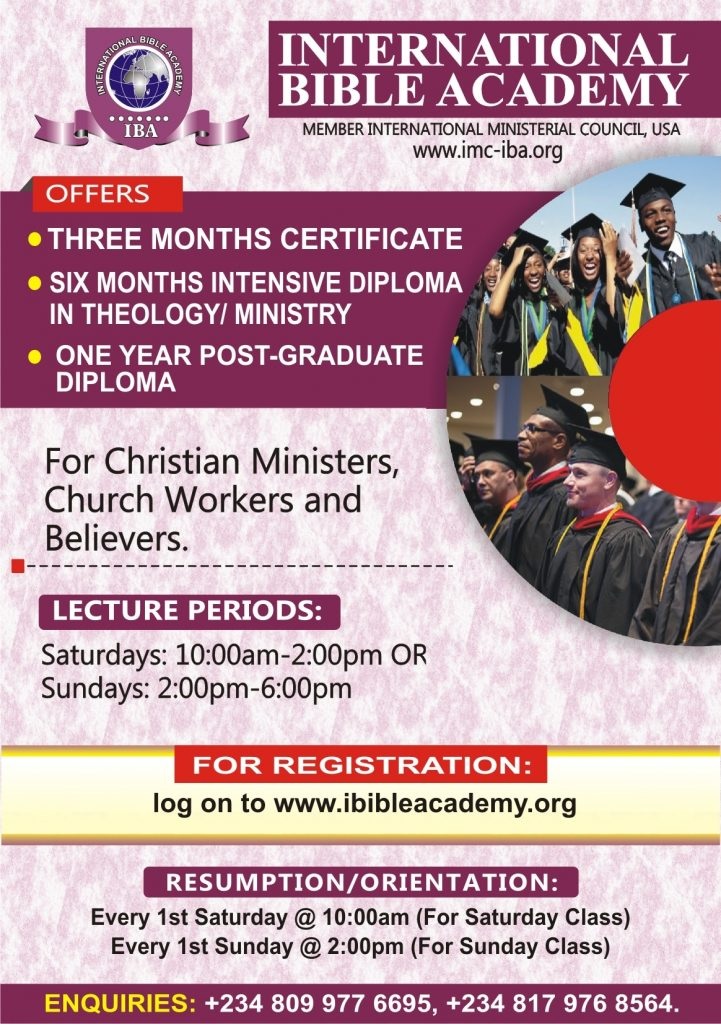 INTERNATIONAL BIBLE ACADEMY
IBA
INTERNATIONAL
BIBLE ACADEMY
MEMBER INTERNATIONAL MINISTERIAL COUNCIL, USA
www.imc-iba.org
OFFERS
THREE MONTHS CERTIFICATE
SIX MONTHS INTENSIVE DIPLOMA
IN THEOLOGY/ MINISTRY
ONE YEAR POST-GRADUATE
DIPLOMA
For Christian Ministers,
Church Workers and
Believers.
LECTURE PERIODS:
Saturdays: 10:00am-2:00pm OR
Sundays: 2:00pm-6:00pm
FOR REGISTRATION:
log on to www.ibibleacademy.org
RESUMPTION/ORIENTATION:
Every 1st Saturday @ 10:00am (For Saturday Class)
Every 1st Sunday @ 2:00pm (For Sunday Class)
ENQUIRIES: +234 809 977 6695, +234 817 976 8564.